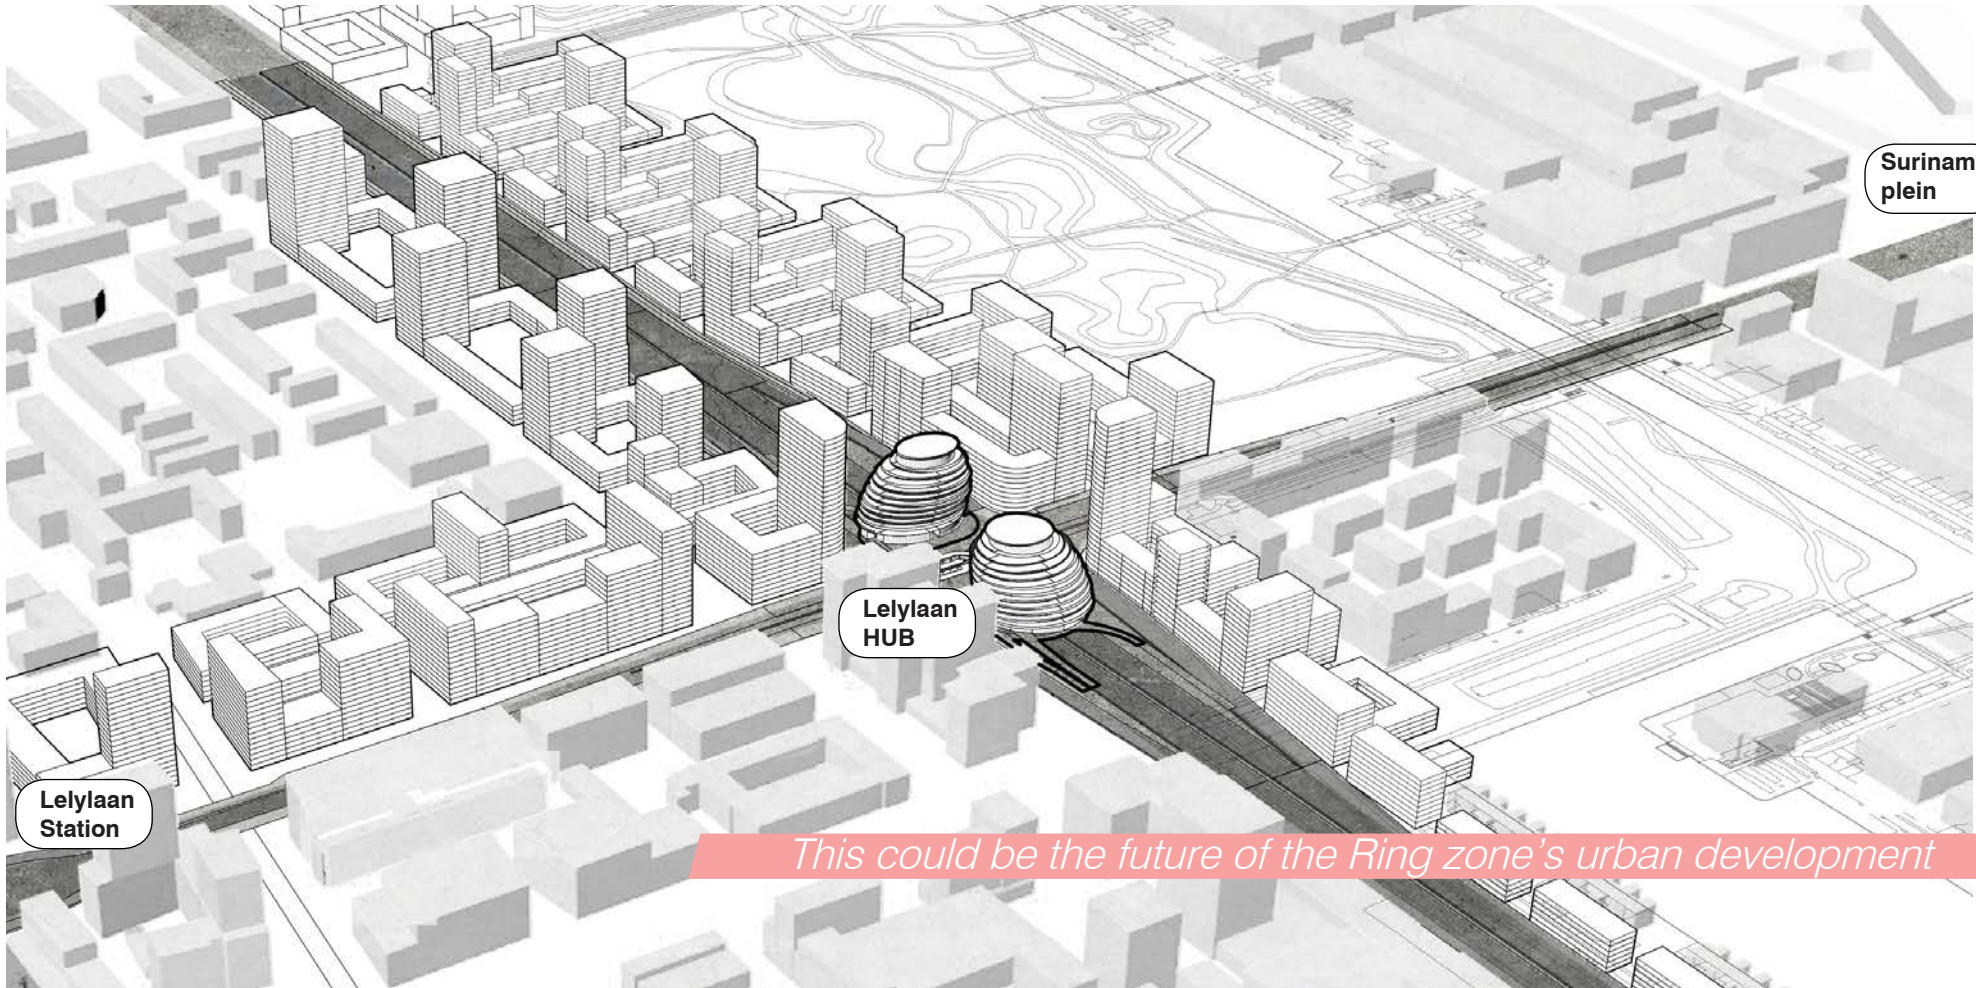 Surinam
plein
Lelylaan
HUB
Lelylaan
Station
This could be the future of the Ring zone's urban development